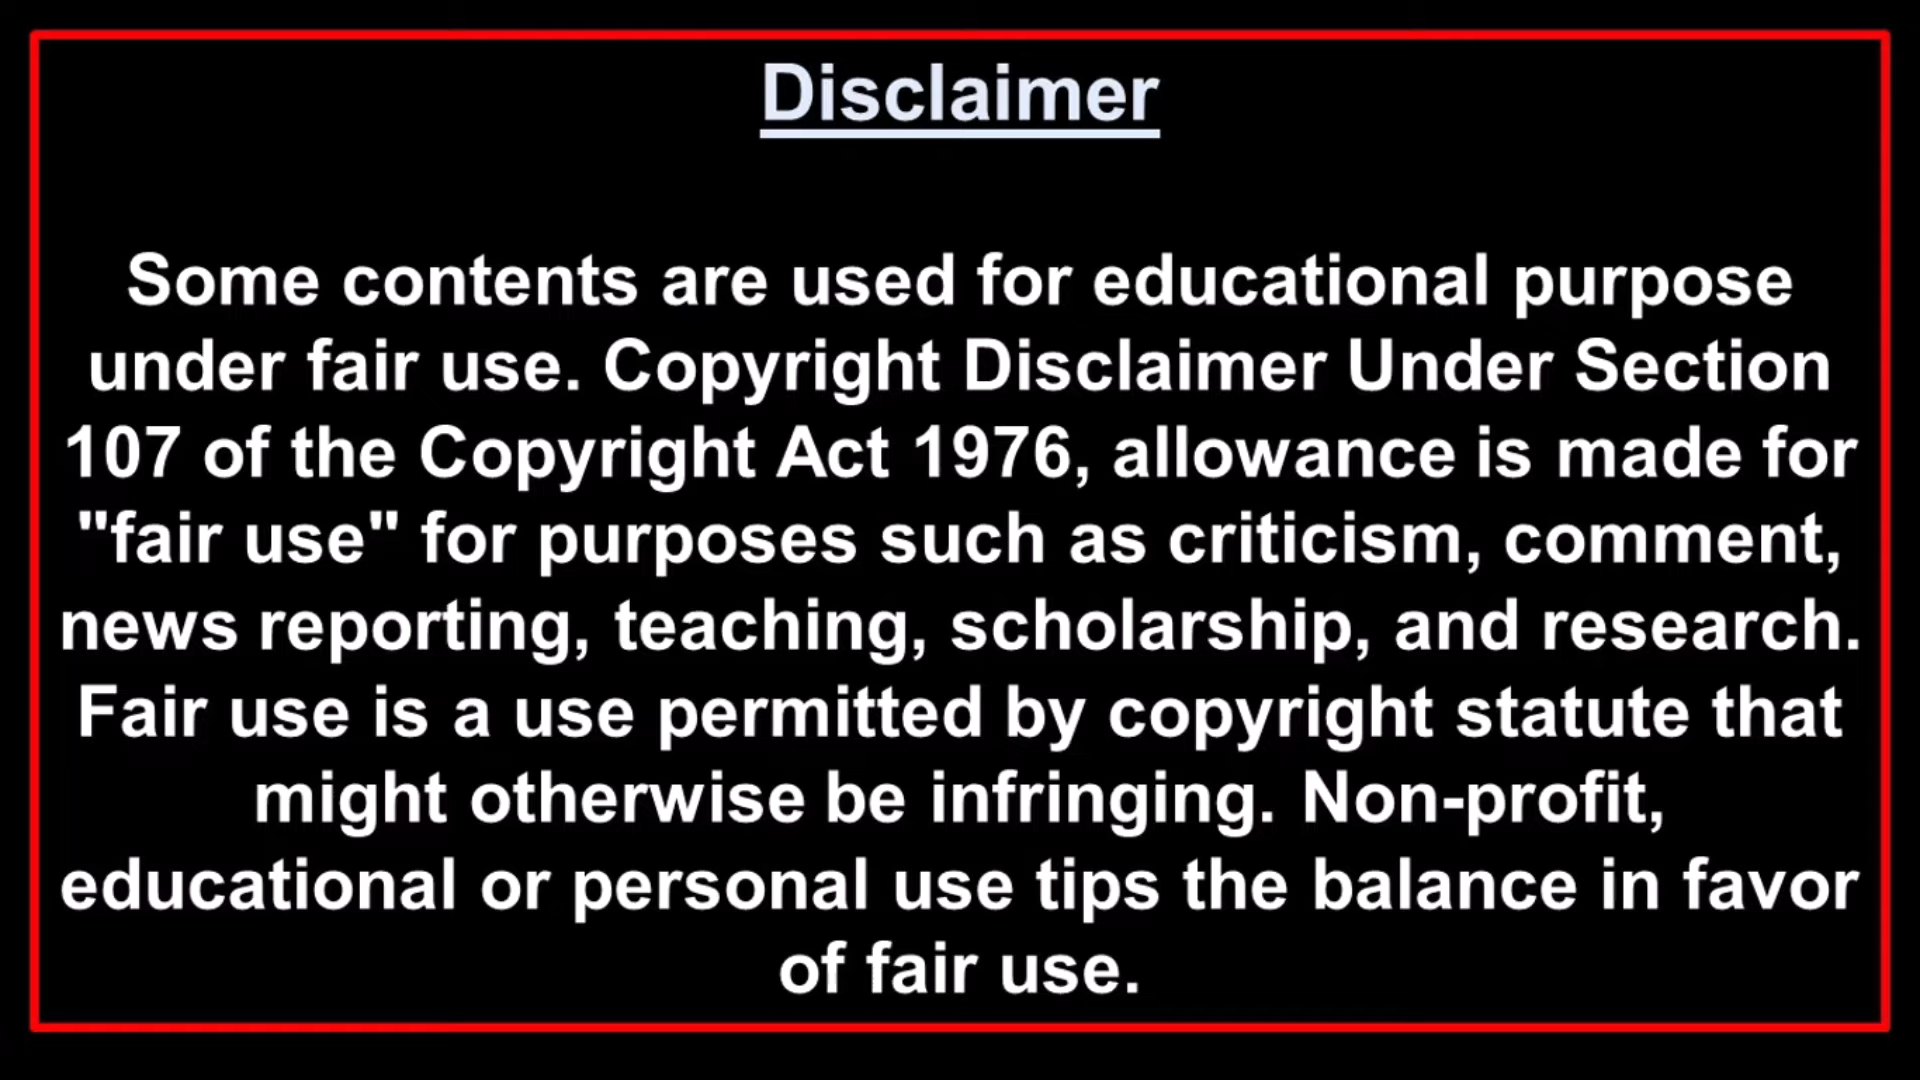 Disclaimer
Some contents are used for educational purpose
under fair use. Copyright Disclaimer Under Section
107 of the Copyright Act 1976, allowance is made for
"fair use" for purposes such as criticism, comment,
news reporting, teaching, scholarship, and research.
Fair use is a use permitted by copyright statute that
might otherwise be infringing. Non-profit,
educational or personal use tips the balance in favor
of fair use.